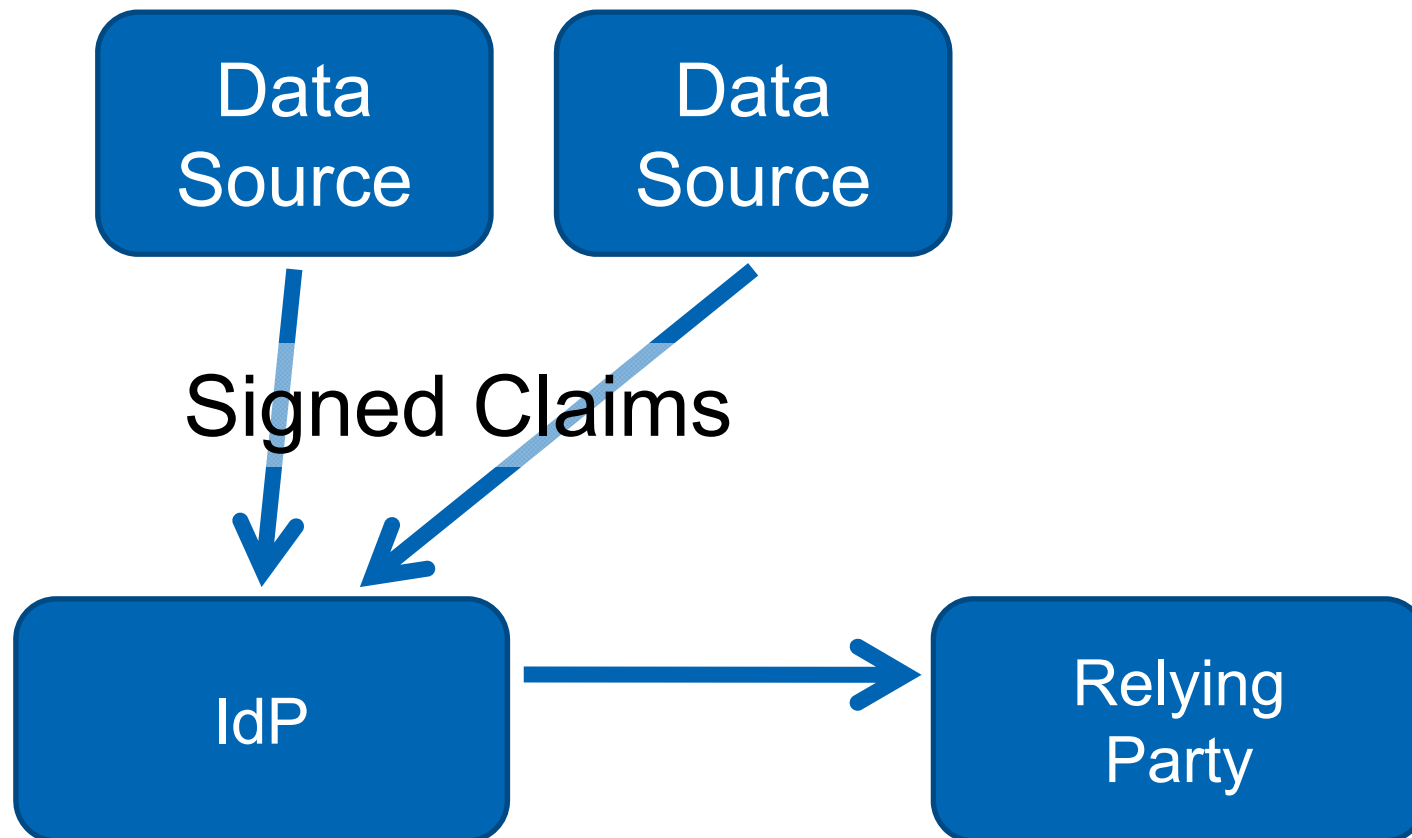 Data
Source
Data
Source
Signed Claims
IdP
Relying
Party